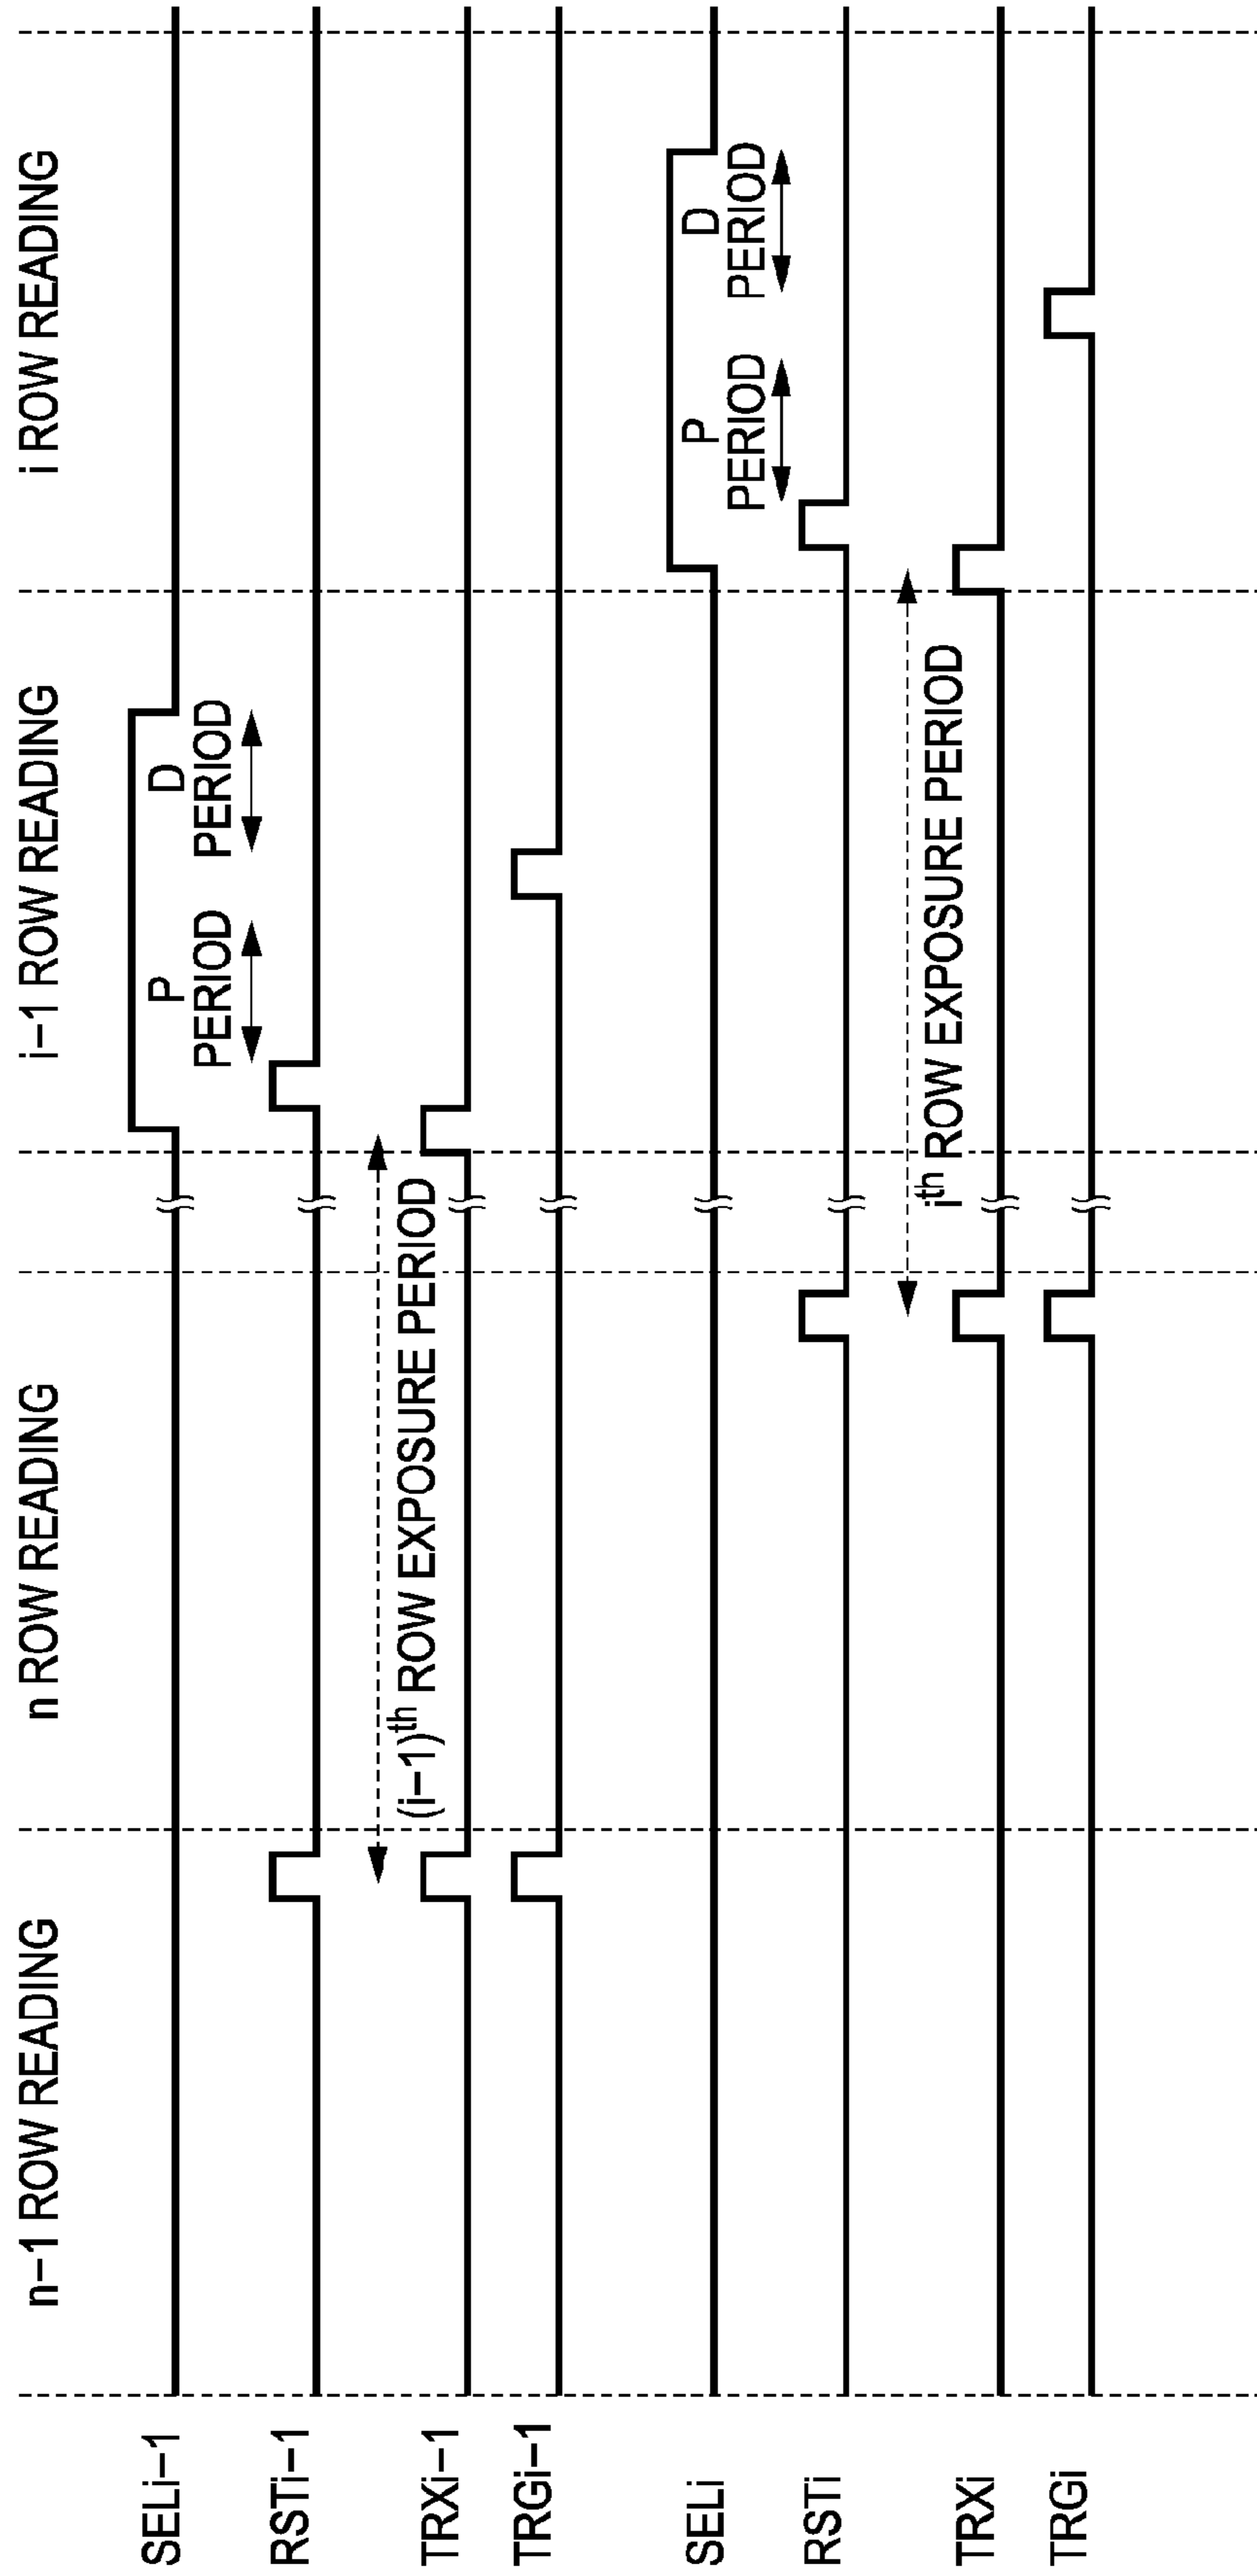 n−1 ROW READING
n ROW READING
i−1 ROW READING
i ROW READING
SELi−1
P PERIOD
D PERIOD
RSTi−1
(i−1)th ROW EXPOSURE PERIOD
TRXi−1
TRGi−1
SELi
P PERIOD
D PERIOD
RSTi
ith ROW EXPOSURE PERIOD
TRXi
TRGi